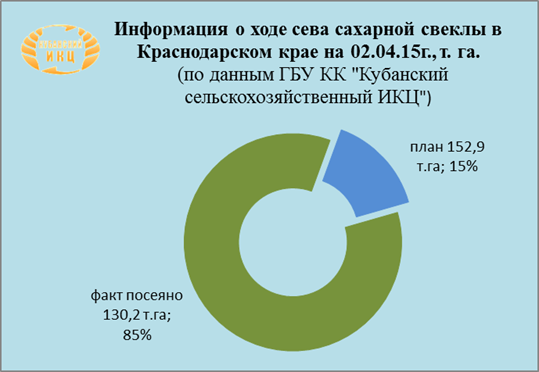 Информация о ходе сева сахарной свеклы в
Краснодарском крае на 02.04.15г., т. га.
(по данным ГБУ КК "Кубанский
сельскохозяйственный ИКЦ")
ИКЦ
план 152,9
т.га; 15%
факт посеяно
130,2 т.га;
85%